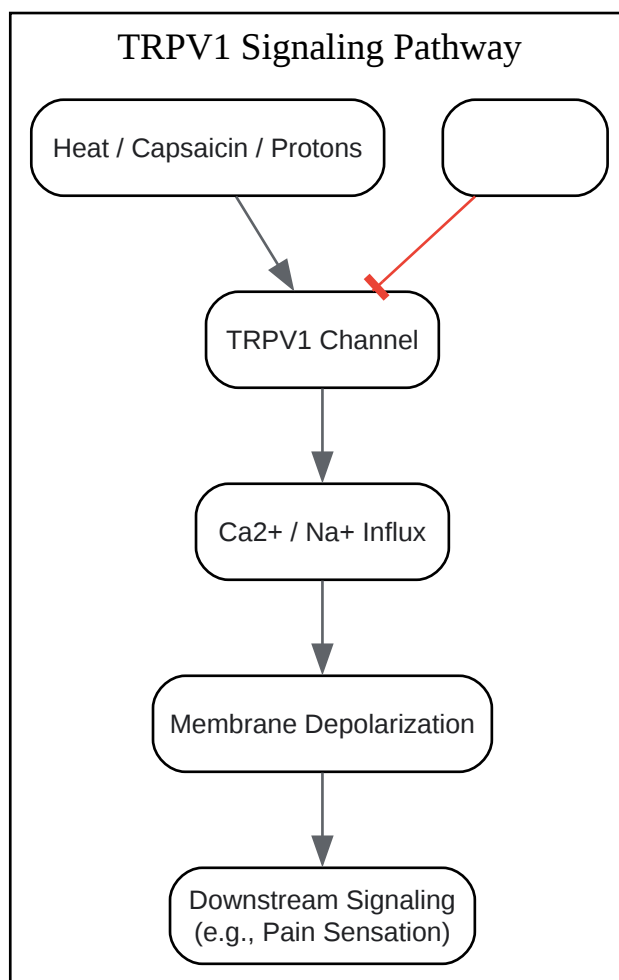 TRPV1 Signaling Pathway
Heat / Capsaicin / Protons
TRPV1 Channel
Ca2+ / Na+ Influx
Membrane Depolarization
Downstream Signaling
(e.g., Pain Sensation)